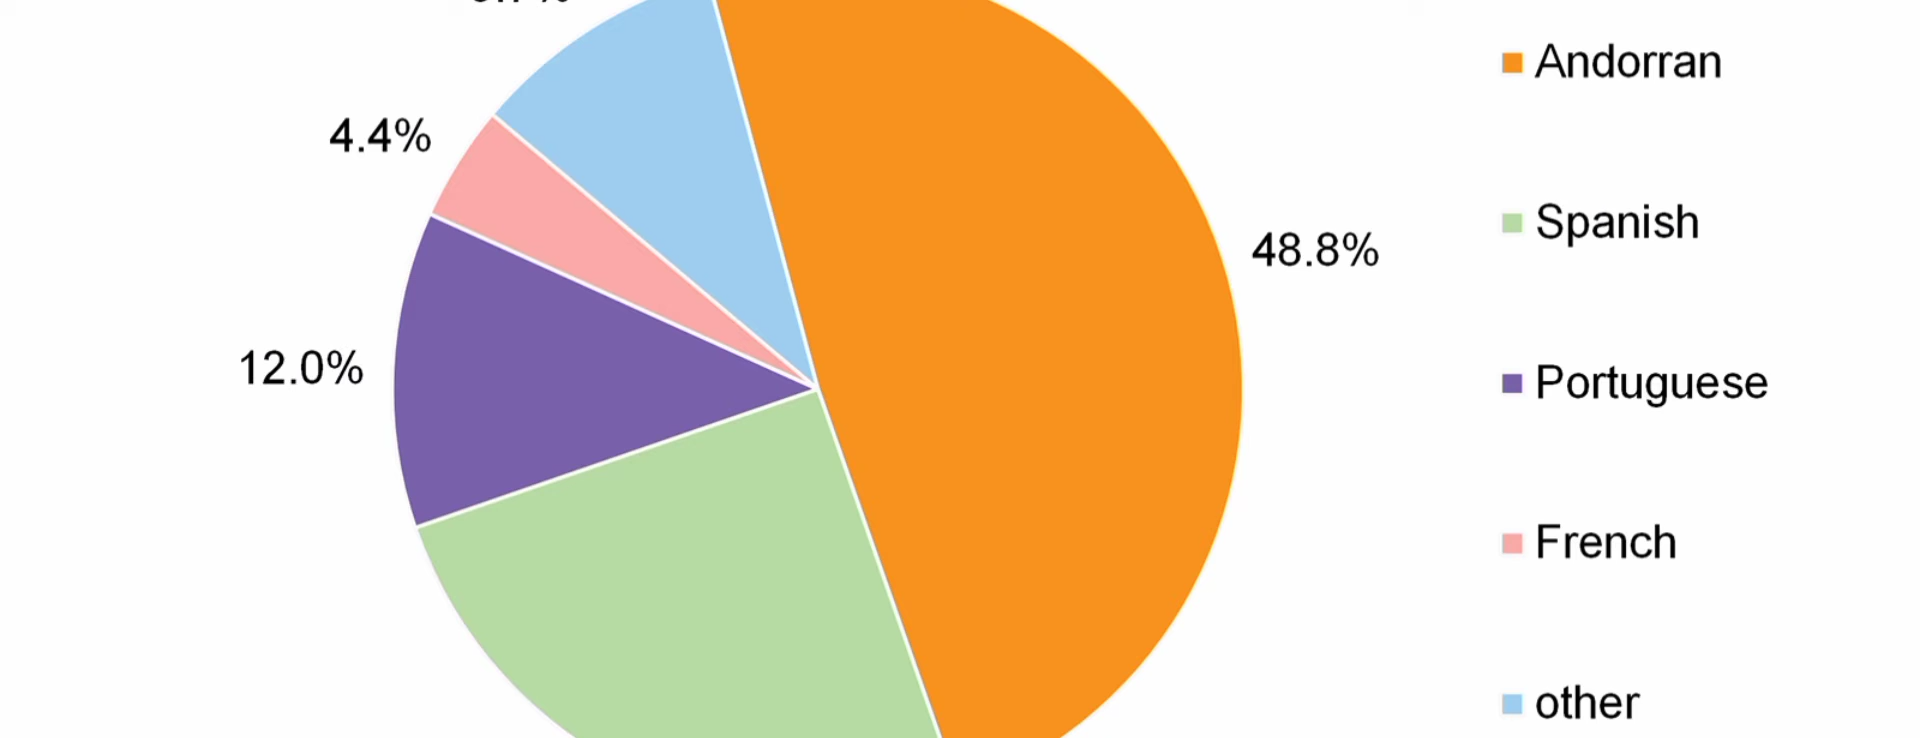 4.4%
12.0%
48.8%
Andorran
Spanish
Portuguese
French
other